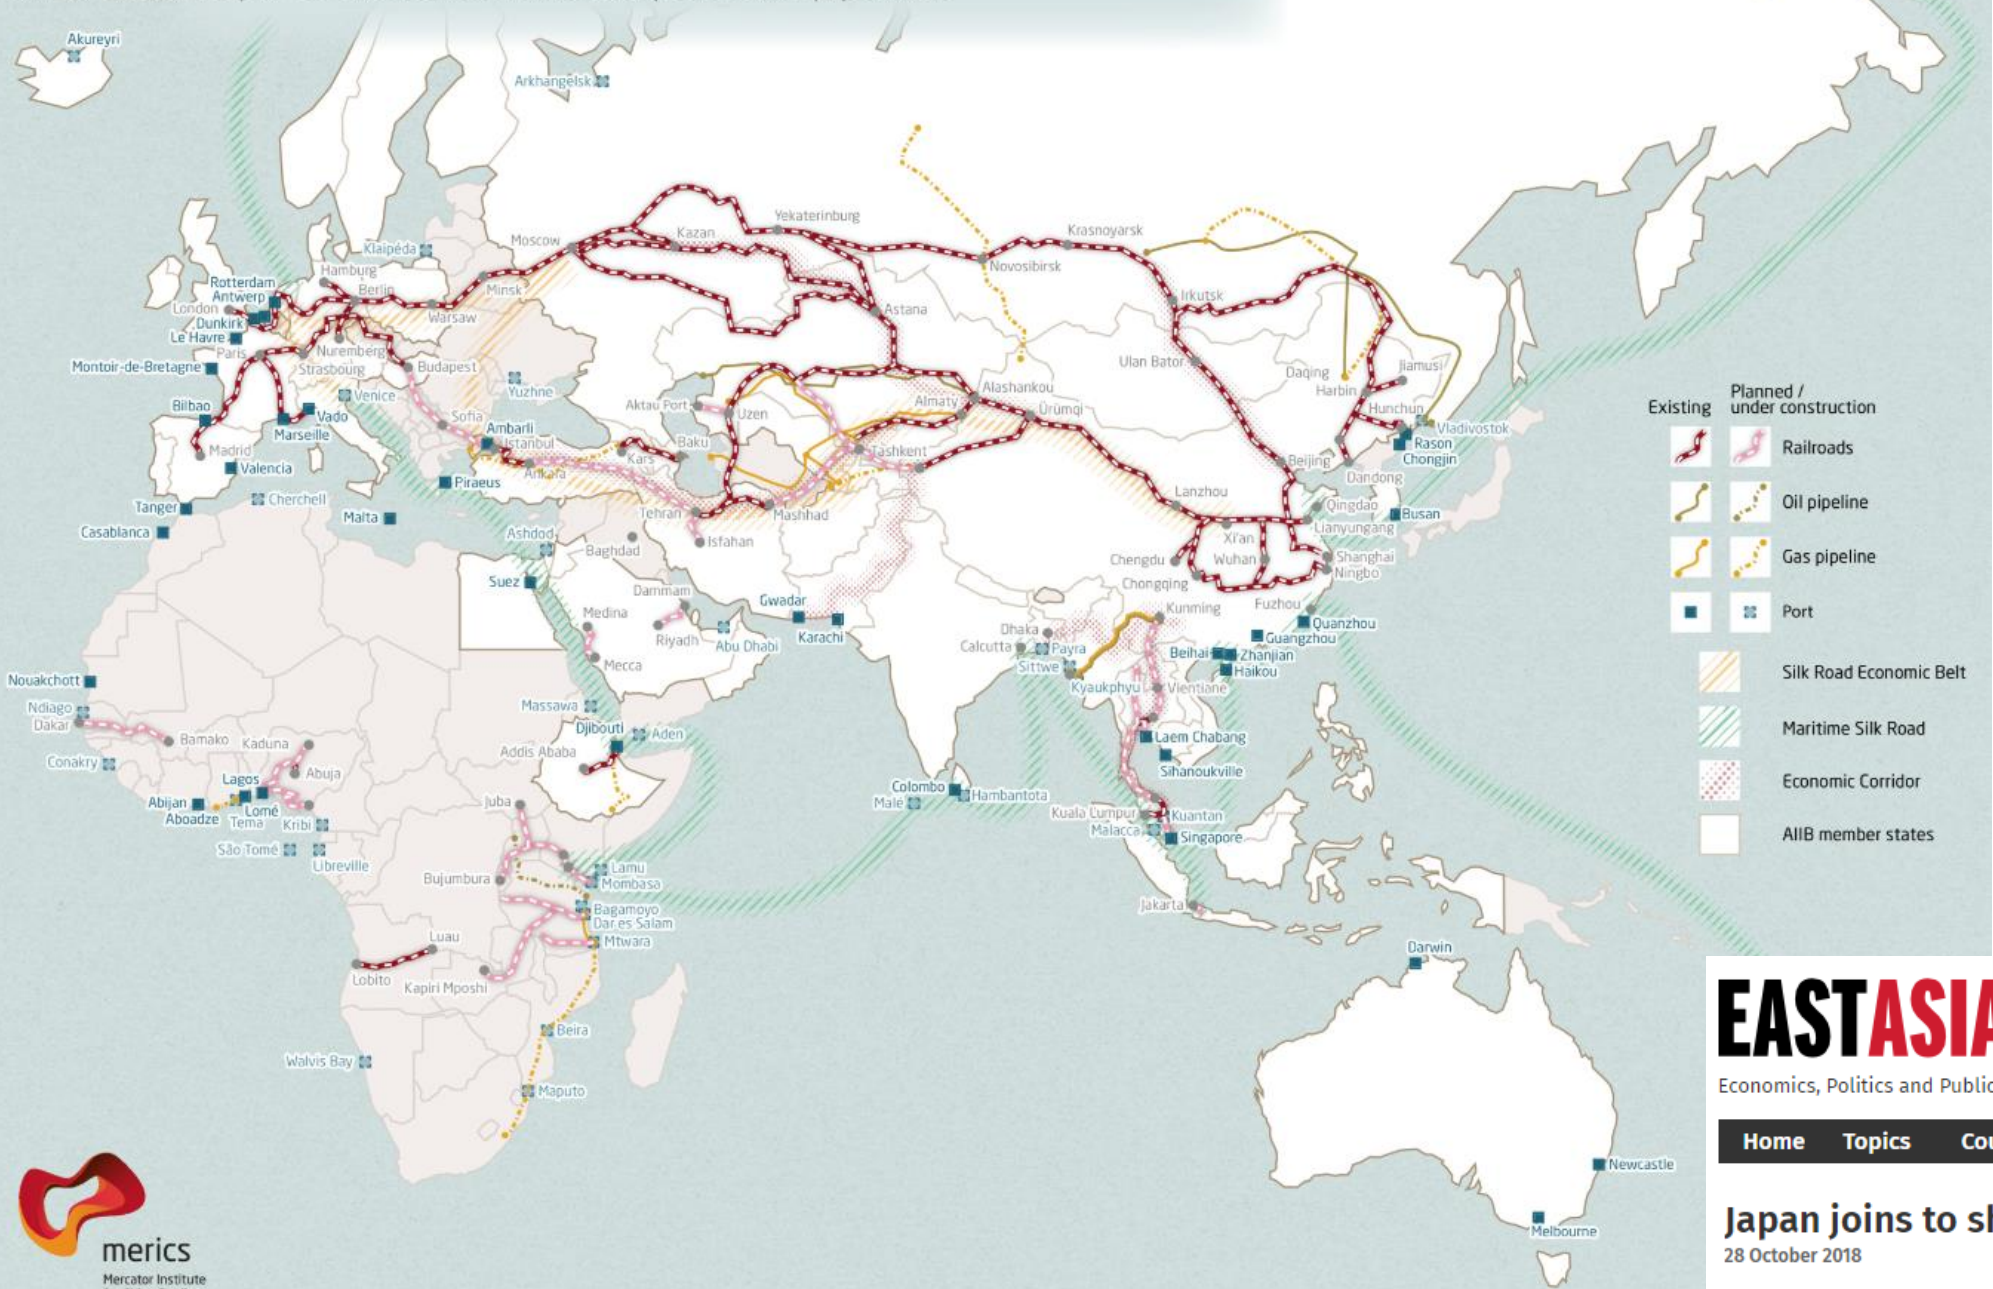 Akureyri
Arkhangelsk
Yekaterinburg
Kazan
Krasnoyarsk
Moscow
Klaipéda
Novosibirsk
Hamburg
Rotterdam
Antwerp
Berlin
Minsk
Irkutsk
London
Dunkirk
Warsaw
Astana
Le Havre
Paris
Nuremberg
Strasbourg
Budapest
Montoir-de-Bretagne
Ulan Bator
Daqing
Jiamusi
Harbin
Yuzhne
Venice
Alashankou
Almaty
Aktau Port
Uzen
Ürümqi
Hunchun
Vladivostok
Bilbao
Vado
Marseille
Sofia
Ambarli
Istanbul
Rason
Chongjin
Madrid
Valencia
Ankara
Kars
Baku
Tashkent
Beijing
Dandong
Piraeus
Cherchell
Tanger
Malta
Tehran
Mashhad
Lanzhou
Qingdao
Busan
Casablanca
Lianyungang
Ashdod
Baghdad
Isfahan
Xi'an
Chengdu
Wuhan
Shanghai
Ningbo
Suez
Chongqing
Dammam
Gwadar
Medina
Riyadh
Abu Dhabi
Karachi
Kunming
Fuzhou
Quanzhou
Dhaka
Calcutta
Payra
Guangzhou
Mecca
Sittwe
Beihai
Zhanjian
Haikou
Nouakchott
Kyaukphyu
Vientiane
Ndiago
Dakar
Massawa
Djibouti
Aden
Bamako
Kaduna
Addis Ababa
Laem Chabang
Conakry
Abuja
Sihanoukville
Lagos
Colombo
Hambantota
Abijan
Lomé
Juba
Male
Aboadze
Tema
Kribi
Kuala Lumpur
Kuantan
Malacca
Singapore
São Tomé
Libreville
Lamu
Bujumbura
Mombasa
Jakarta
Bagamoyo
Dar es Salam
Luau
Mtwara
Darwin
Lobito
Kapiri Mposhi
Beira
Walvis Bay
Maputo
Newcastle
Melbourne
Existing
Planned /
under construction
Railroads
Oil pipeline
Gas pipeline
Port
Silk Road Economic Belt
Maritime Silk Road
Economic Corridor
AIIB member states
merics
Mercator Institute
EASTASIA
Economics, Politics and Public
Home Topics Cou
Japan joins to sh
28 October 2018